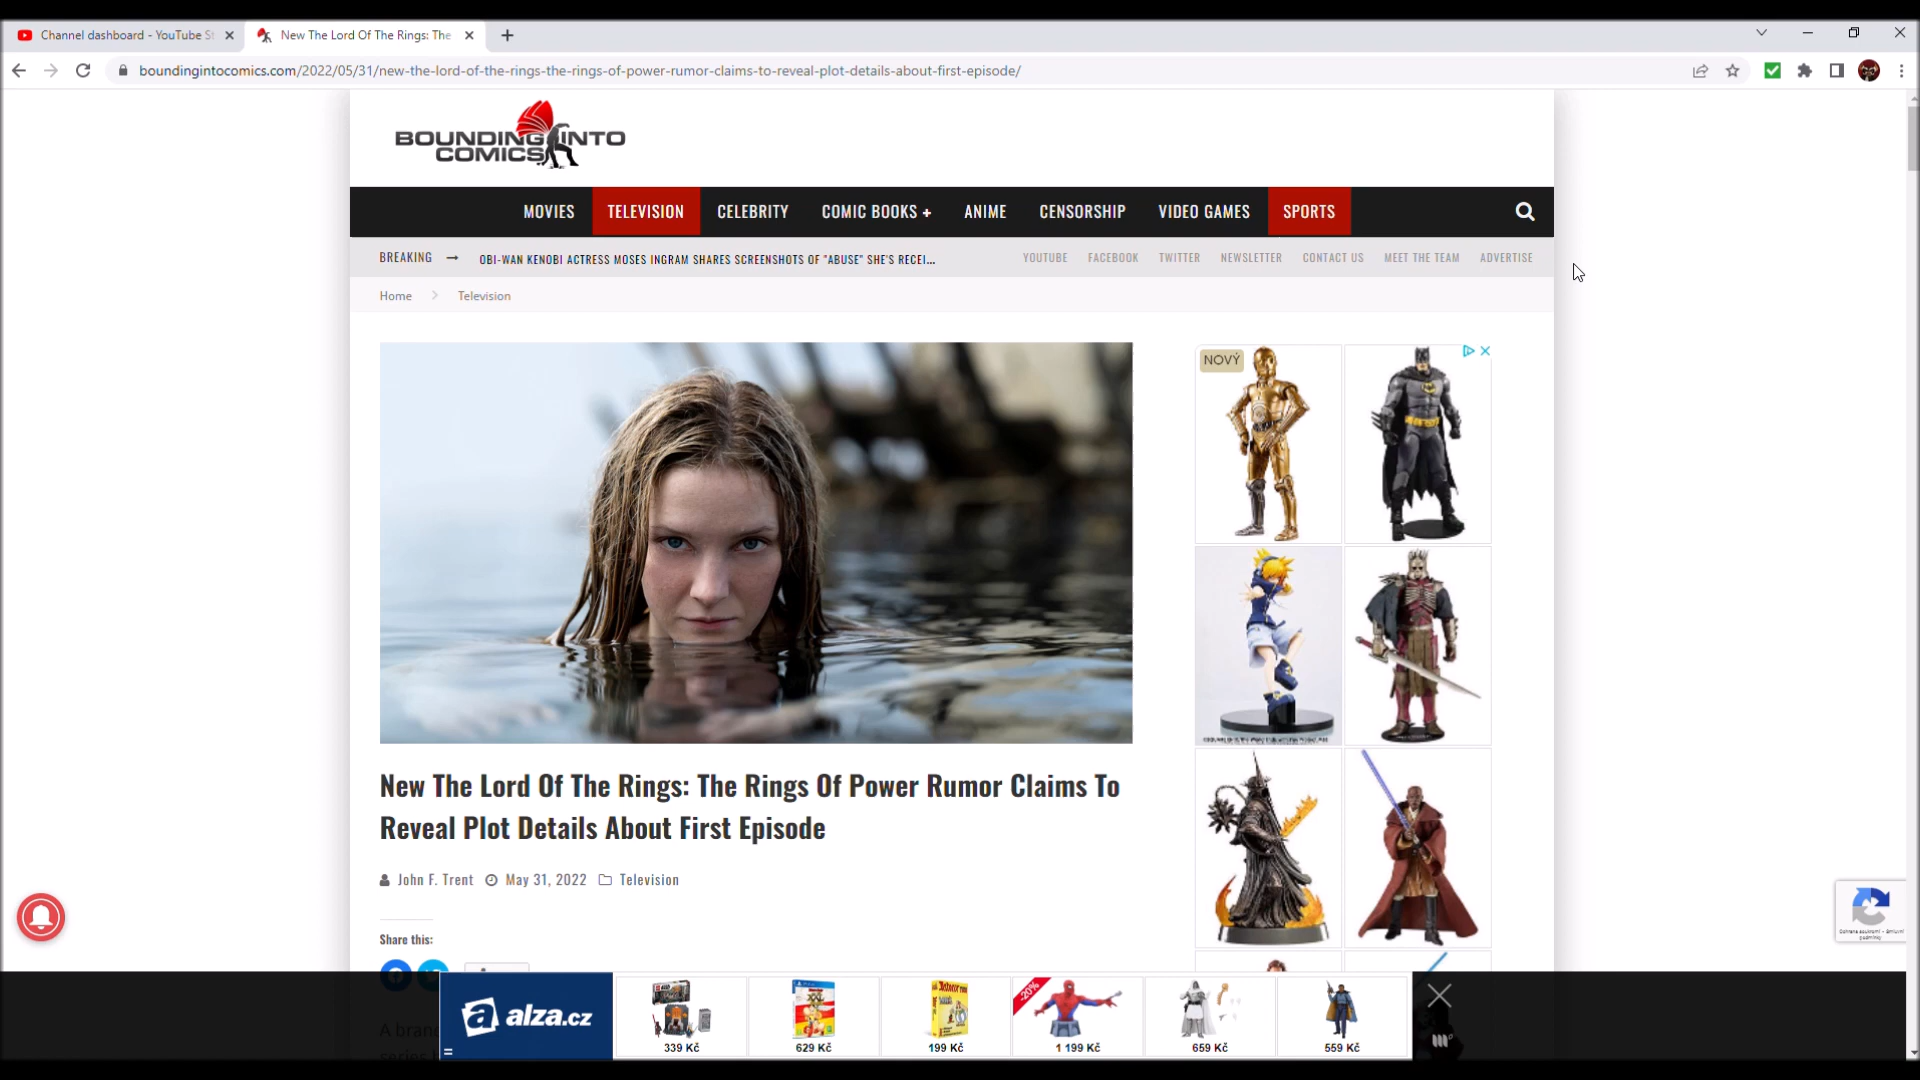 Channel dashboard - YouTube St
New The Lord Of The Rings: The
boundingintocomics.com/2022/05/31/new-the-lord-of-the-rings-the-rings-of-power-rumor-claims-to-reveal-plot-details-about-first-episode/
BOUNDING INTO
COMICS
MOVIES TELEVISION CELEBRITY COMIC BOOKS + ANIME CENSORSHIP VIDEO GAMES SPORTS
BREAKING → OBI-WAN KENOBI ACTRESS MOSES INGRAM SHARES SCREENSHOTS OF "ABUSE" SHE'S RECEI...
YOUTUBE FACEBOOK TWITTER NEWSLETTER CONTACT US MEET THE TEAM ADVERTISE
Home > Television
NOVÝ
New The Lord Of The Rings: The Rings Of Power Rumor Claims To
Reveal Plot Details About First Episode
John F. Trent May 31, 2022 Television
Share this:
A brand
series
alza.cz
-20%
339 Kč 629 Kč 199 Kč 1 199 Kč 659 Kč 559 Kč